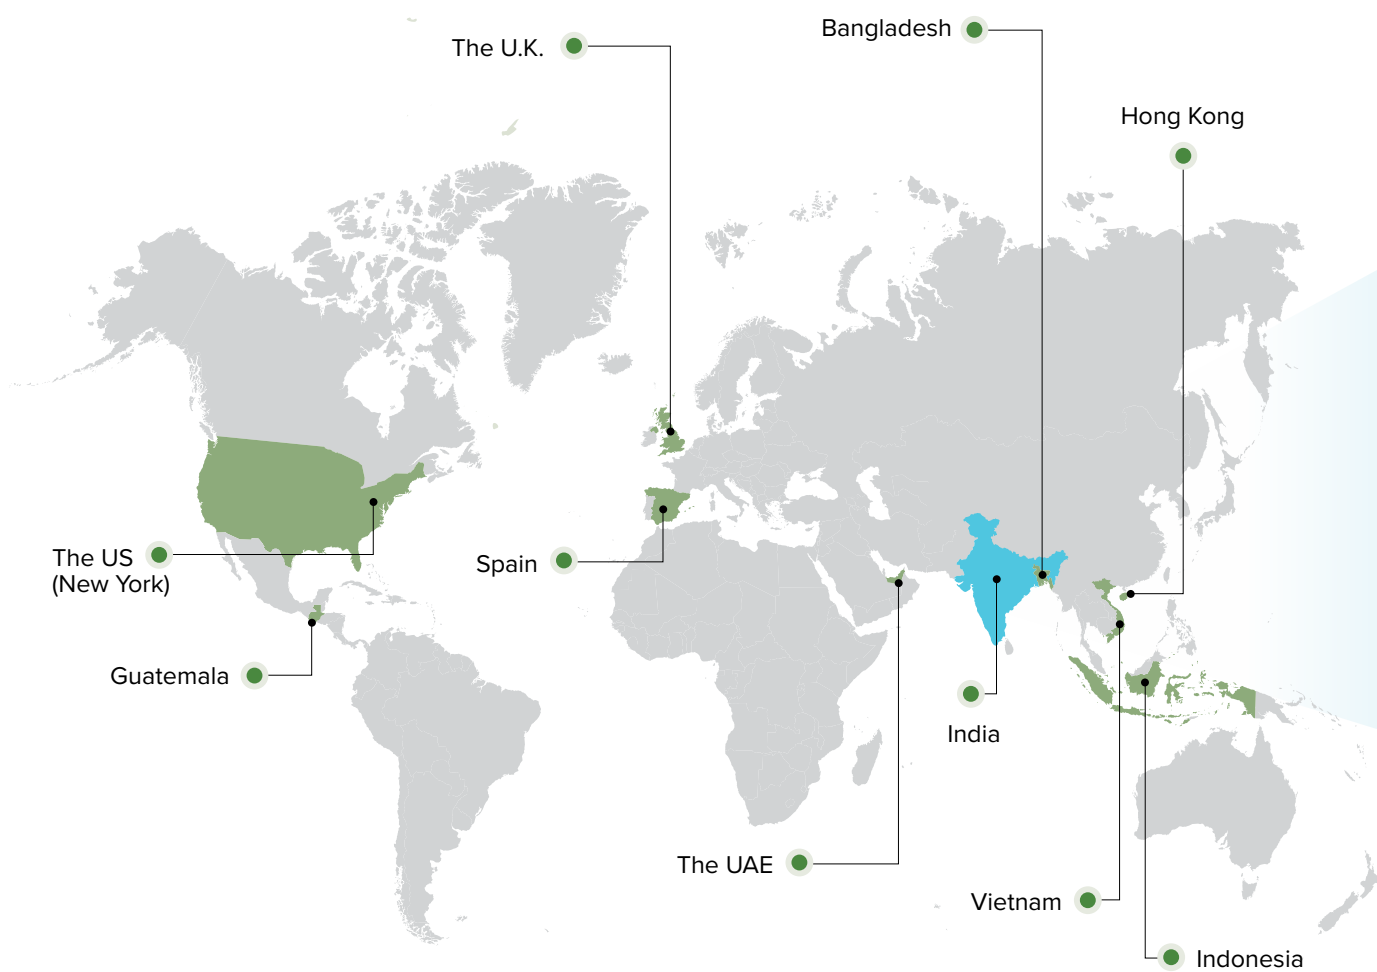 Bangladesh
The U.K.
Hong Kong
The US
(New York)
Spain
Guatemala
India
The UAE
Vietnam
Indonesia